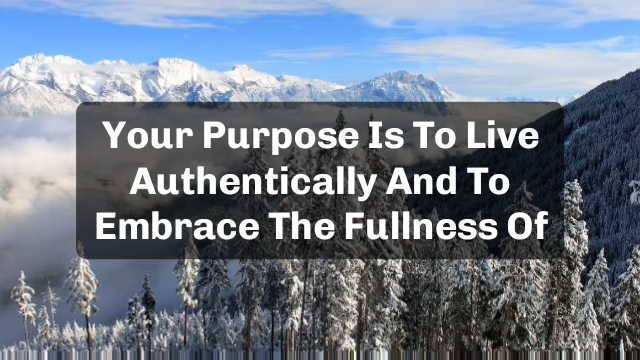 Your Purpose Is To Live
Authentically And To
Embrace The Fullness Of